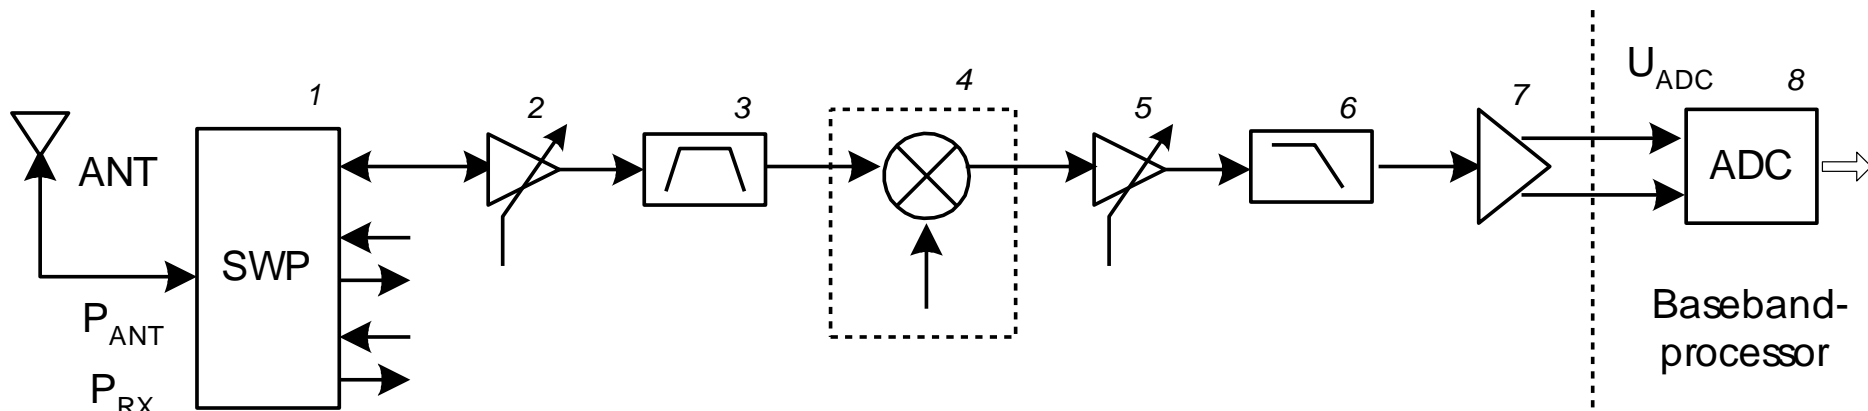 1
2
3
4
5
6
7
8
U_ADC
ANT
SWP
ADC
P_ANT
P_RX
Baseband-
processor